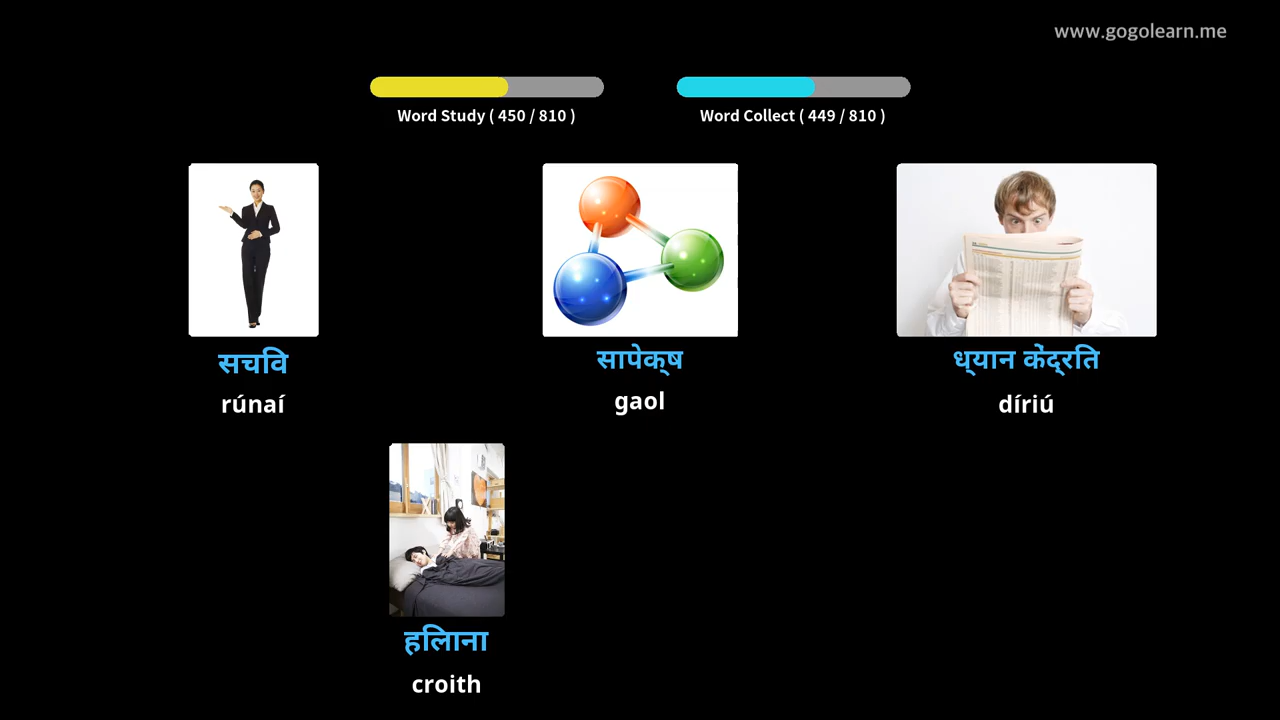 www.gogolearn.me
Word Study ( 450 / 810 )
Word Collect ( 449 / 810 )
सचिव
rúnaí
सापेक्ष
gaol
ध्यान केंद्रित
díriú
हिलाना
croith